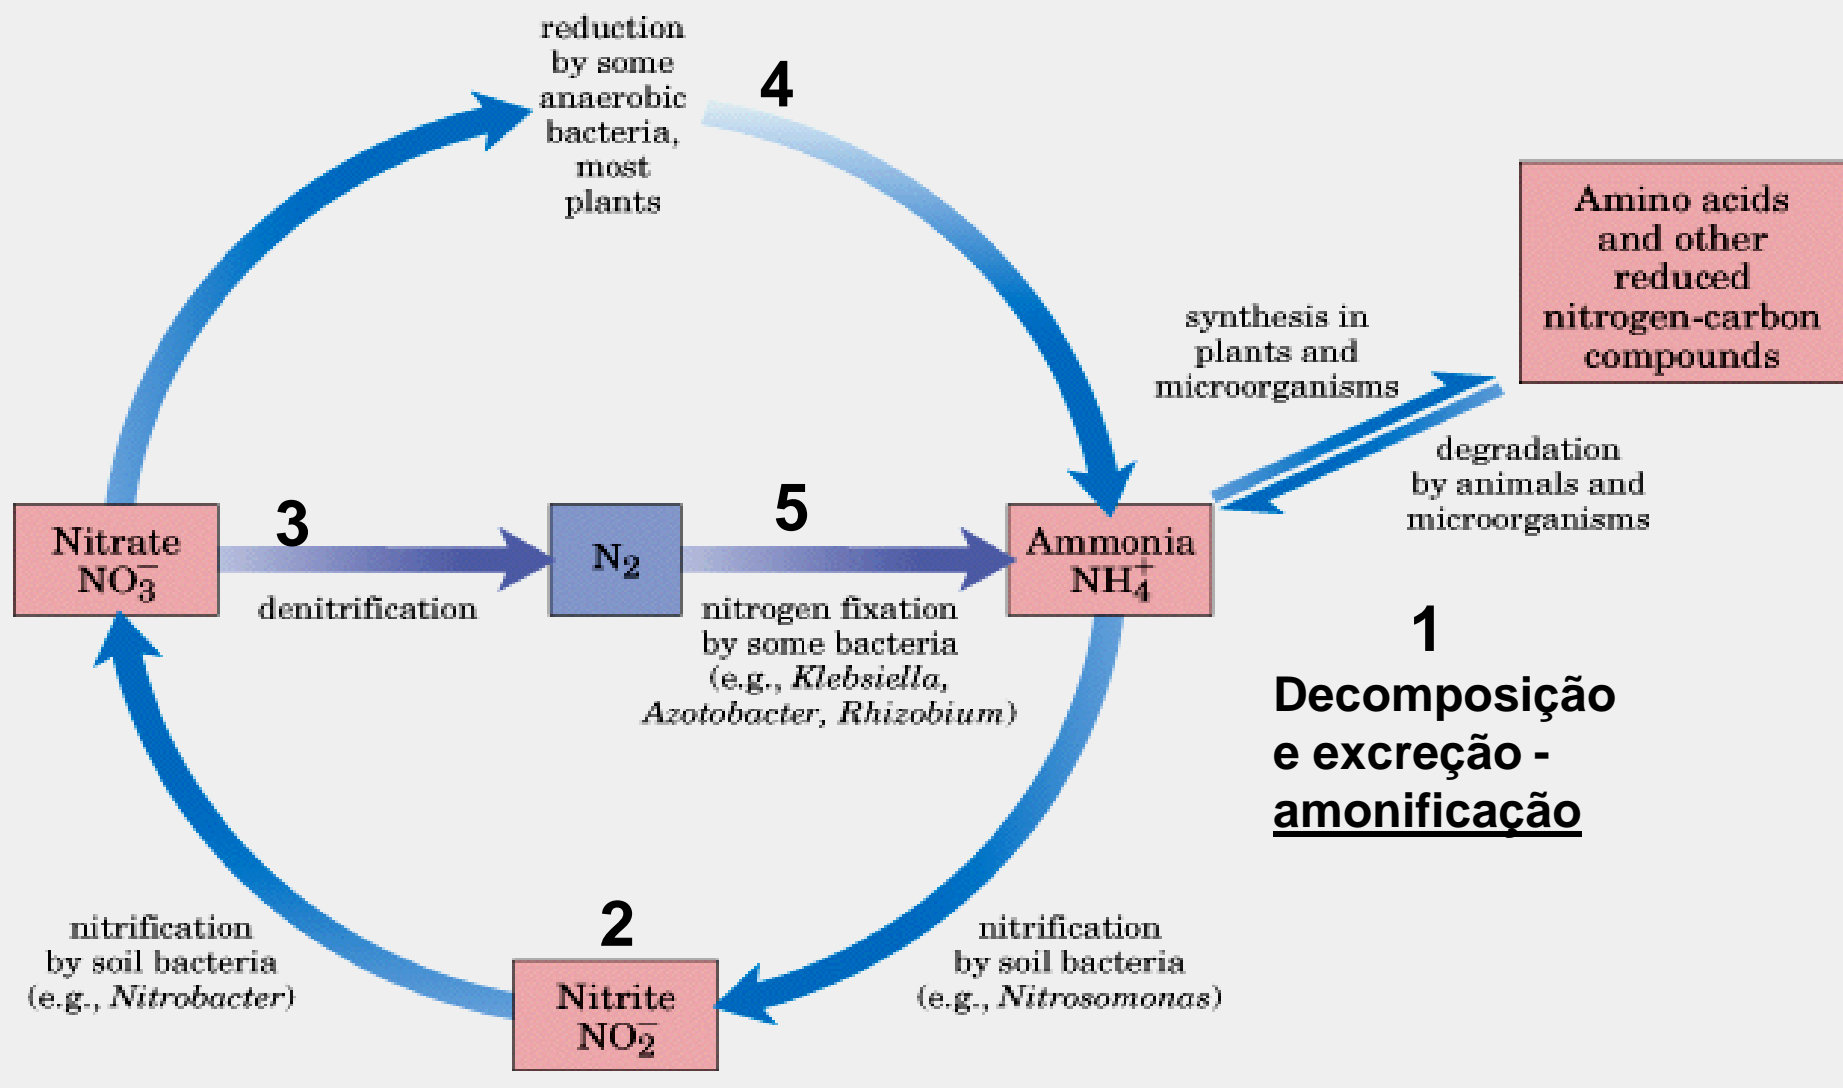 reduction
by some
anaerobic
bacteria,
most
plants
4
Amino acids
and other
reduced
nitrogen-carbon
compounds
synthesis in
plants and
microorganisms
degradation
by animals and
microorganisms
Nitrate
NO₃⁻
3
denitrification
N₂
5
nitrogen fixation
by some bacteria
(e.g., Klebsiella,
Azotobacter, Rhizobium)
Ammonia
NH₄⁺
1
Decomposição
e excreção -
amonificação
nitrification
by soil bacteria
(e.g., Nitrobacter)
2
Nitrite
NO₂⁻
nitrification
by soil bacteria
(e.g., Nitrosomonas)